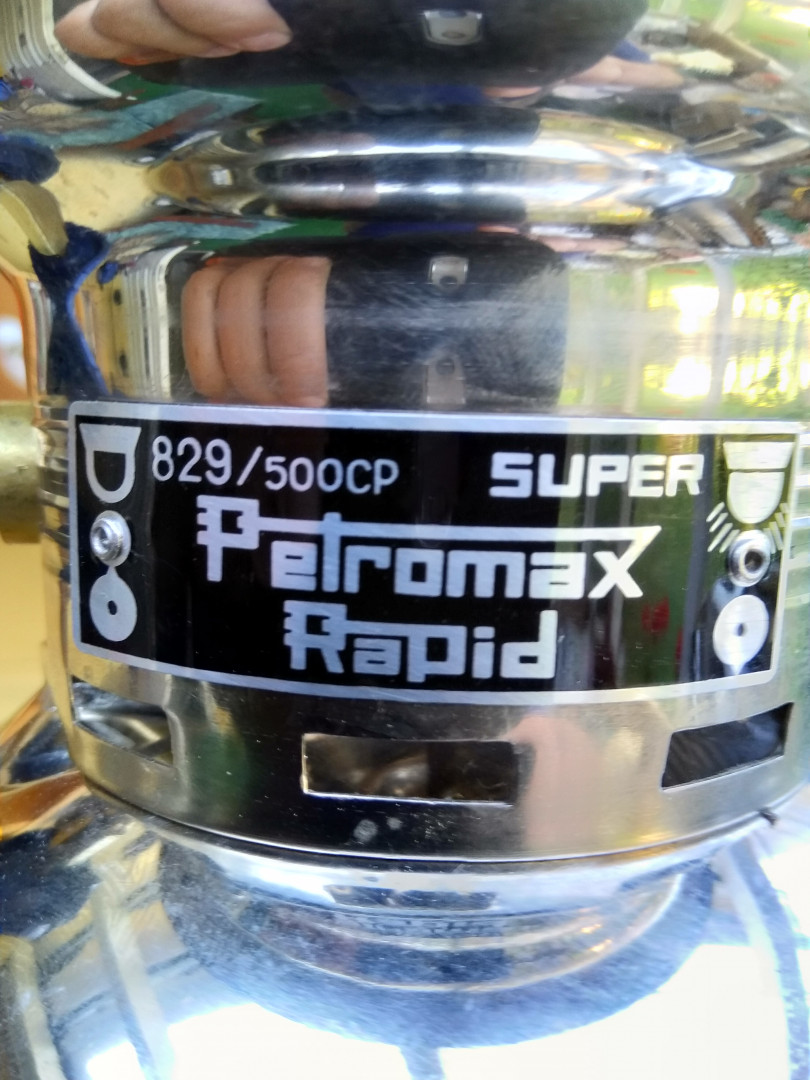 829/500CP SUPER
Petromax
Rapid